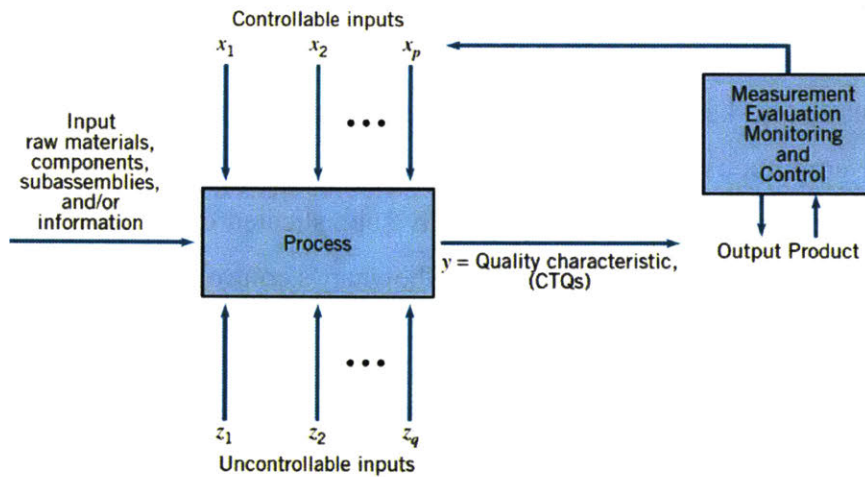 Controllable inputs
x₁ x₂ xₚ
• • •
Measurement
Evaluation
Monitoring
and
Control
Input
raw materials,
components,
subassemblies,
and/or
information
Process
Output Product
y = Quality characteristic,
(CTQs)
• • •
z₁ z₂ z_q
Uncontrollable inputs